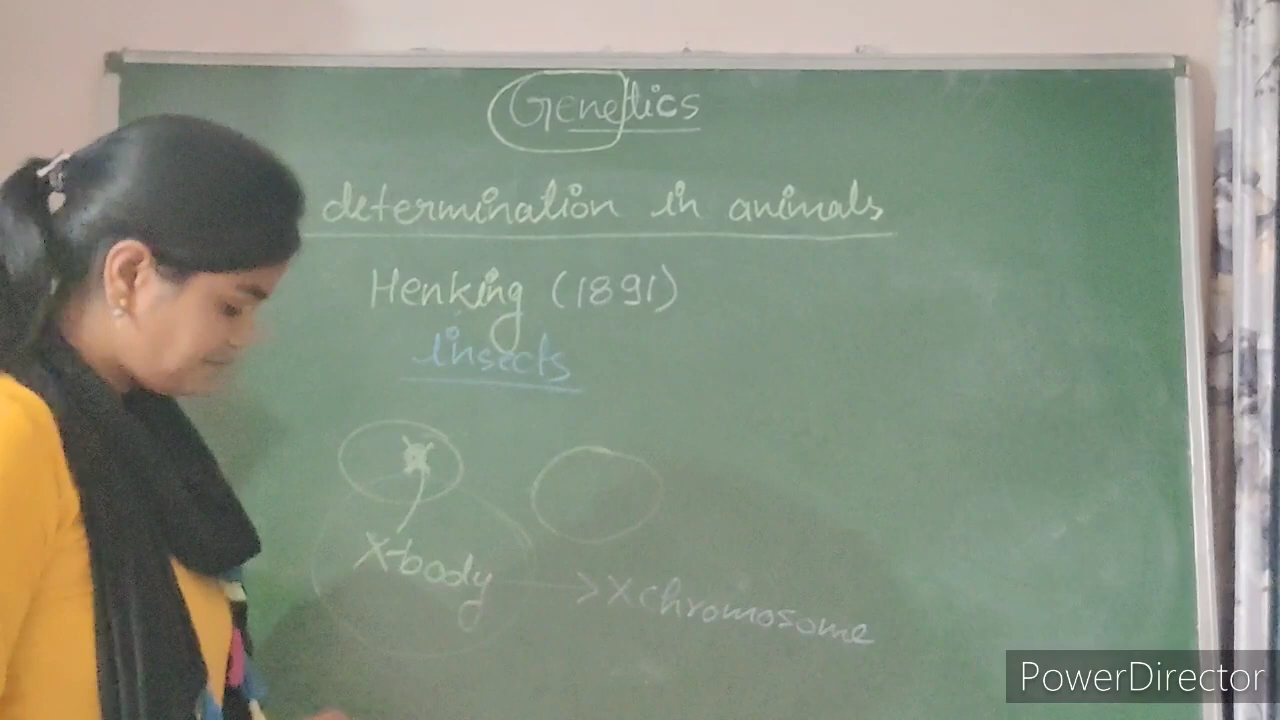 Genetics
determination in animals
Henking (1891)
insects
X-body
> X chromosome
PowerDirector